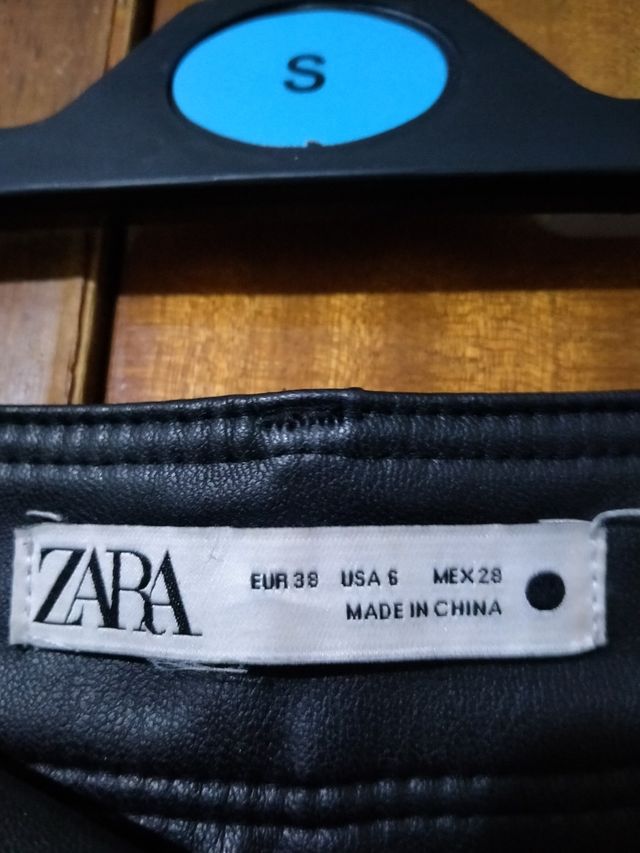 S
ZARA
EUR 38 USA 6 MEX 28
MADE IN CHINA